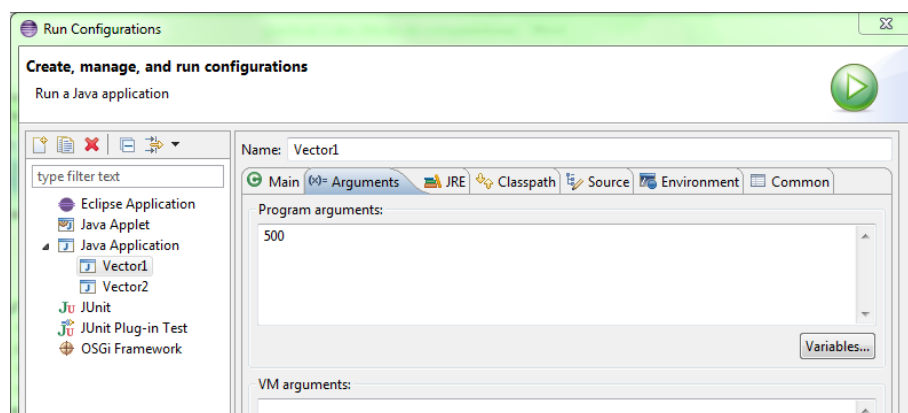 Run Configurations
Create, manage, and run configurations
Run a Java application
type filter text
Eclipse Application
Java Applet
Java Application
Vector1
Vector2
JUnit
JUnit Plug-in Test
OSGi Framework
Name: Vector1
Main (x)= Arguments JRE Classpath Source Environment Common
Program arguments:
500
Variables...
VM arguments: